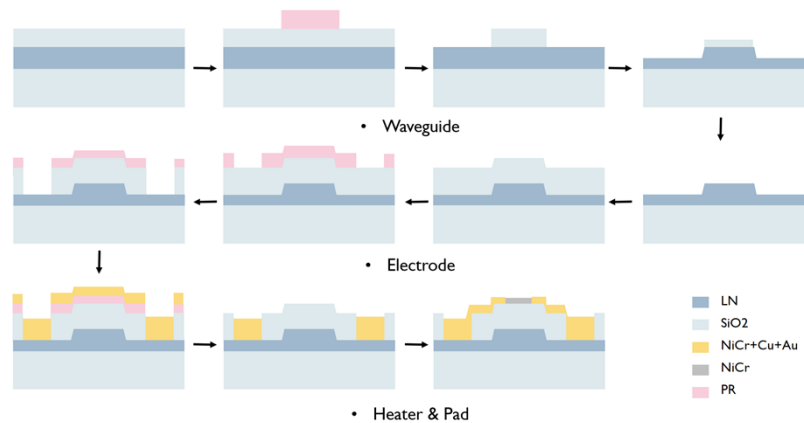 • Waveguide
• Electrode
LN
SiO2
NiCr+Cu+Au
NiCr
PR
• Heater & Pad